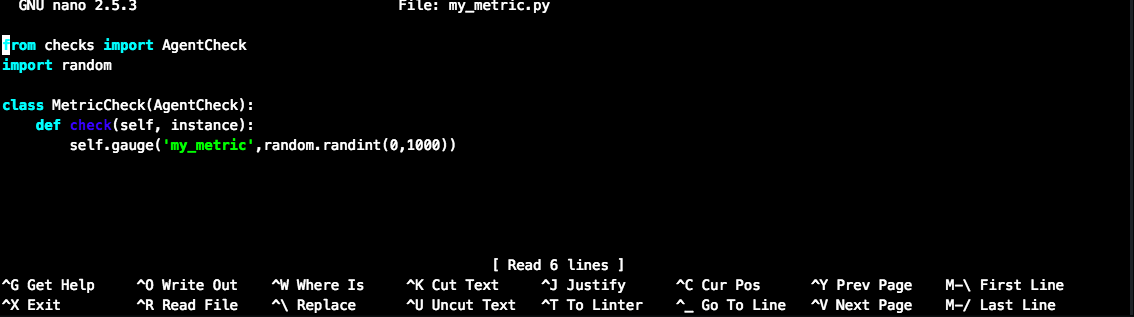 GNU nano 2.5.3 File: my_metric.py
from checks import AgentCheck
import random
class MetricCheck(AgentCheck):
    def check(self, instance):
        self.gauge('my_metric',random.randint(0,1000))
[ Read 6 lines ]
^G Get Help ^O Write Out ^W Where Is ^K Cut Text ^J Justify ^C Cur Pos ^Y Prev Page M-\ First Line
^X Exit ^R Read File ^\ Replace ^U Uncut Text ^T To Linter ^_ Go To Line ^V Next Page M-/ Last Line